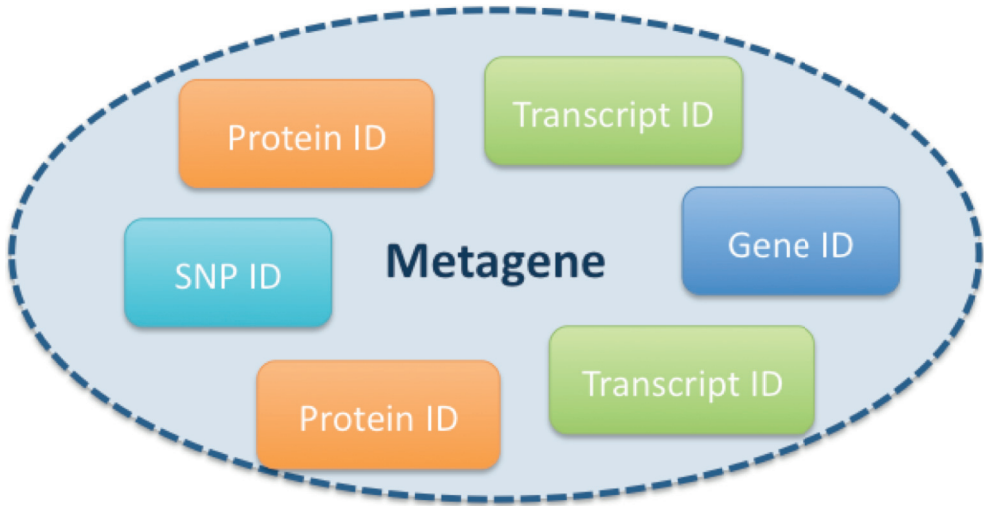 Transcript ID
Protein ID
Gene ID
Metagene
SNP ID
Transcript ID
Protein ID